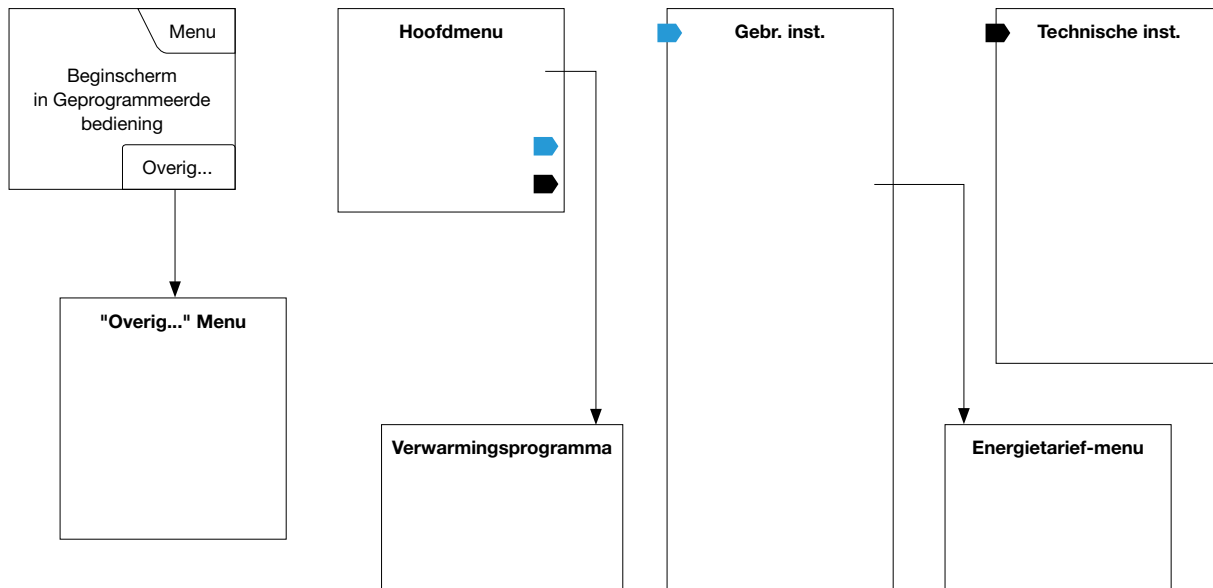 Menu
Beginscherm
in Geprogrammeerde
bediening
Overig...
"Overig..." Menu
Hoofdmenu
Verwarmingsprogramma
Gebr. inst.
Energietarief-menu
Technische inst.